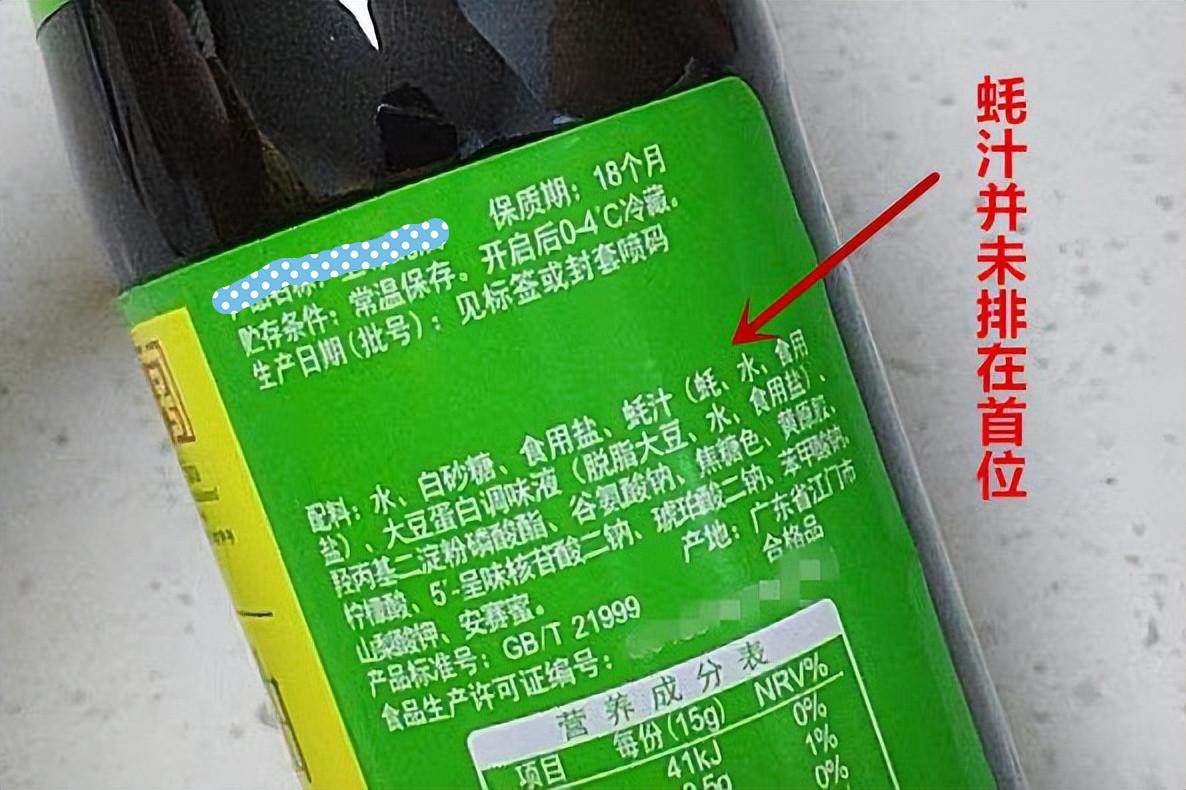 蚝汁并未排在首位
保质期：18个月
贮存条件：常温保存。开启后0-4℃冷藏。
生产日期(批号)：见标签或封套喷码
配料：水、白砂糖、食用盐、蚝汁（蚝、水、食用
盐）、大豆蛋白调味液（脱脂大豆、水、食用盐）、
羟丙基二淀粉磷酸酯、谷氨酸钠、焦糖色、黄原胶、
柠檬酸、5'-呈味核苷酸二钠、琥珀酸二钠、苯甲酸钠、
山梨酸钾、安赛蜜。
产地：广东省江门市
产品标准号：GB/T 21999
合格品
食品生产许可证编号：
营养成分表
项目 每份(15g) NRV%
41kJ 0%
1%
0%